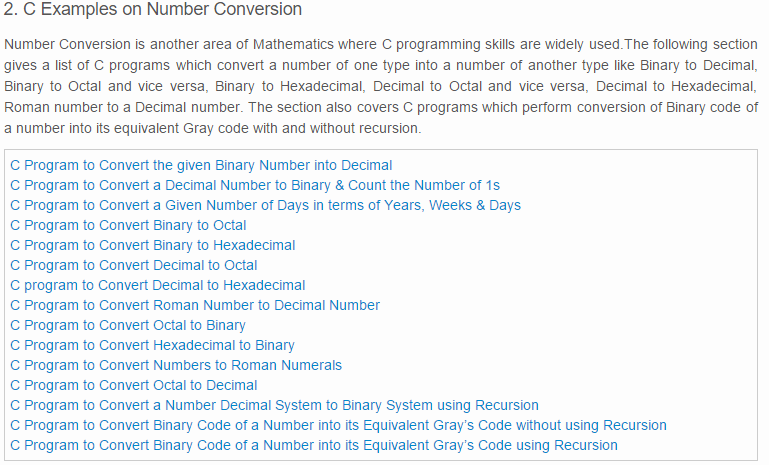 2. C Examples on Number Conversion
Number Conversion is another area of Mathematics where C programming skills are widely used.The following section
gives a list of C programs which convert a number of one type into a number of another type like Binary to Decimal,
Binary to Octal and vice versa, Binary to Hexadecimal, Decimal to Octal and vice versa, Decimal to Hexadecimal,
Roman number to a Decimal number. The section also covers C programs which perform conversion of Binary code of
a number into its equivalent Gray code with and without recursion.
C Program to Convert the given Binary Number into Decimal
C Program to Convert a Decimal Number to Binary & Count the Number of 1s
C Program to Convert a Given Number of Days in terms of Years, Weeks & Days
C Program to Convert Binary to Octal
C Program to Convert Binary to Hexadecimal
C Program to Convert Decimal to Octal
C program to Convert Decimal to Hexadecimal
C Program to Convert Roman Number to Decimal Number
C Program to Convert Octal to Binary
C Program to Convert Hexadecimal to Binary
C Program to Convert Numbers to Roman Numerals
C Program to Convert Octal to Decimal
C Program to Convert a Number Decimal System to Binary System using Recursion
C Program to Convert Binary Code of a Number into its Equivalent Gray’s Code without using Recursion
C Program to Convert Binary Code of a Number into its Equivalent Gray’s Code using Recursion